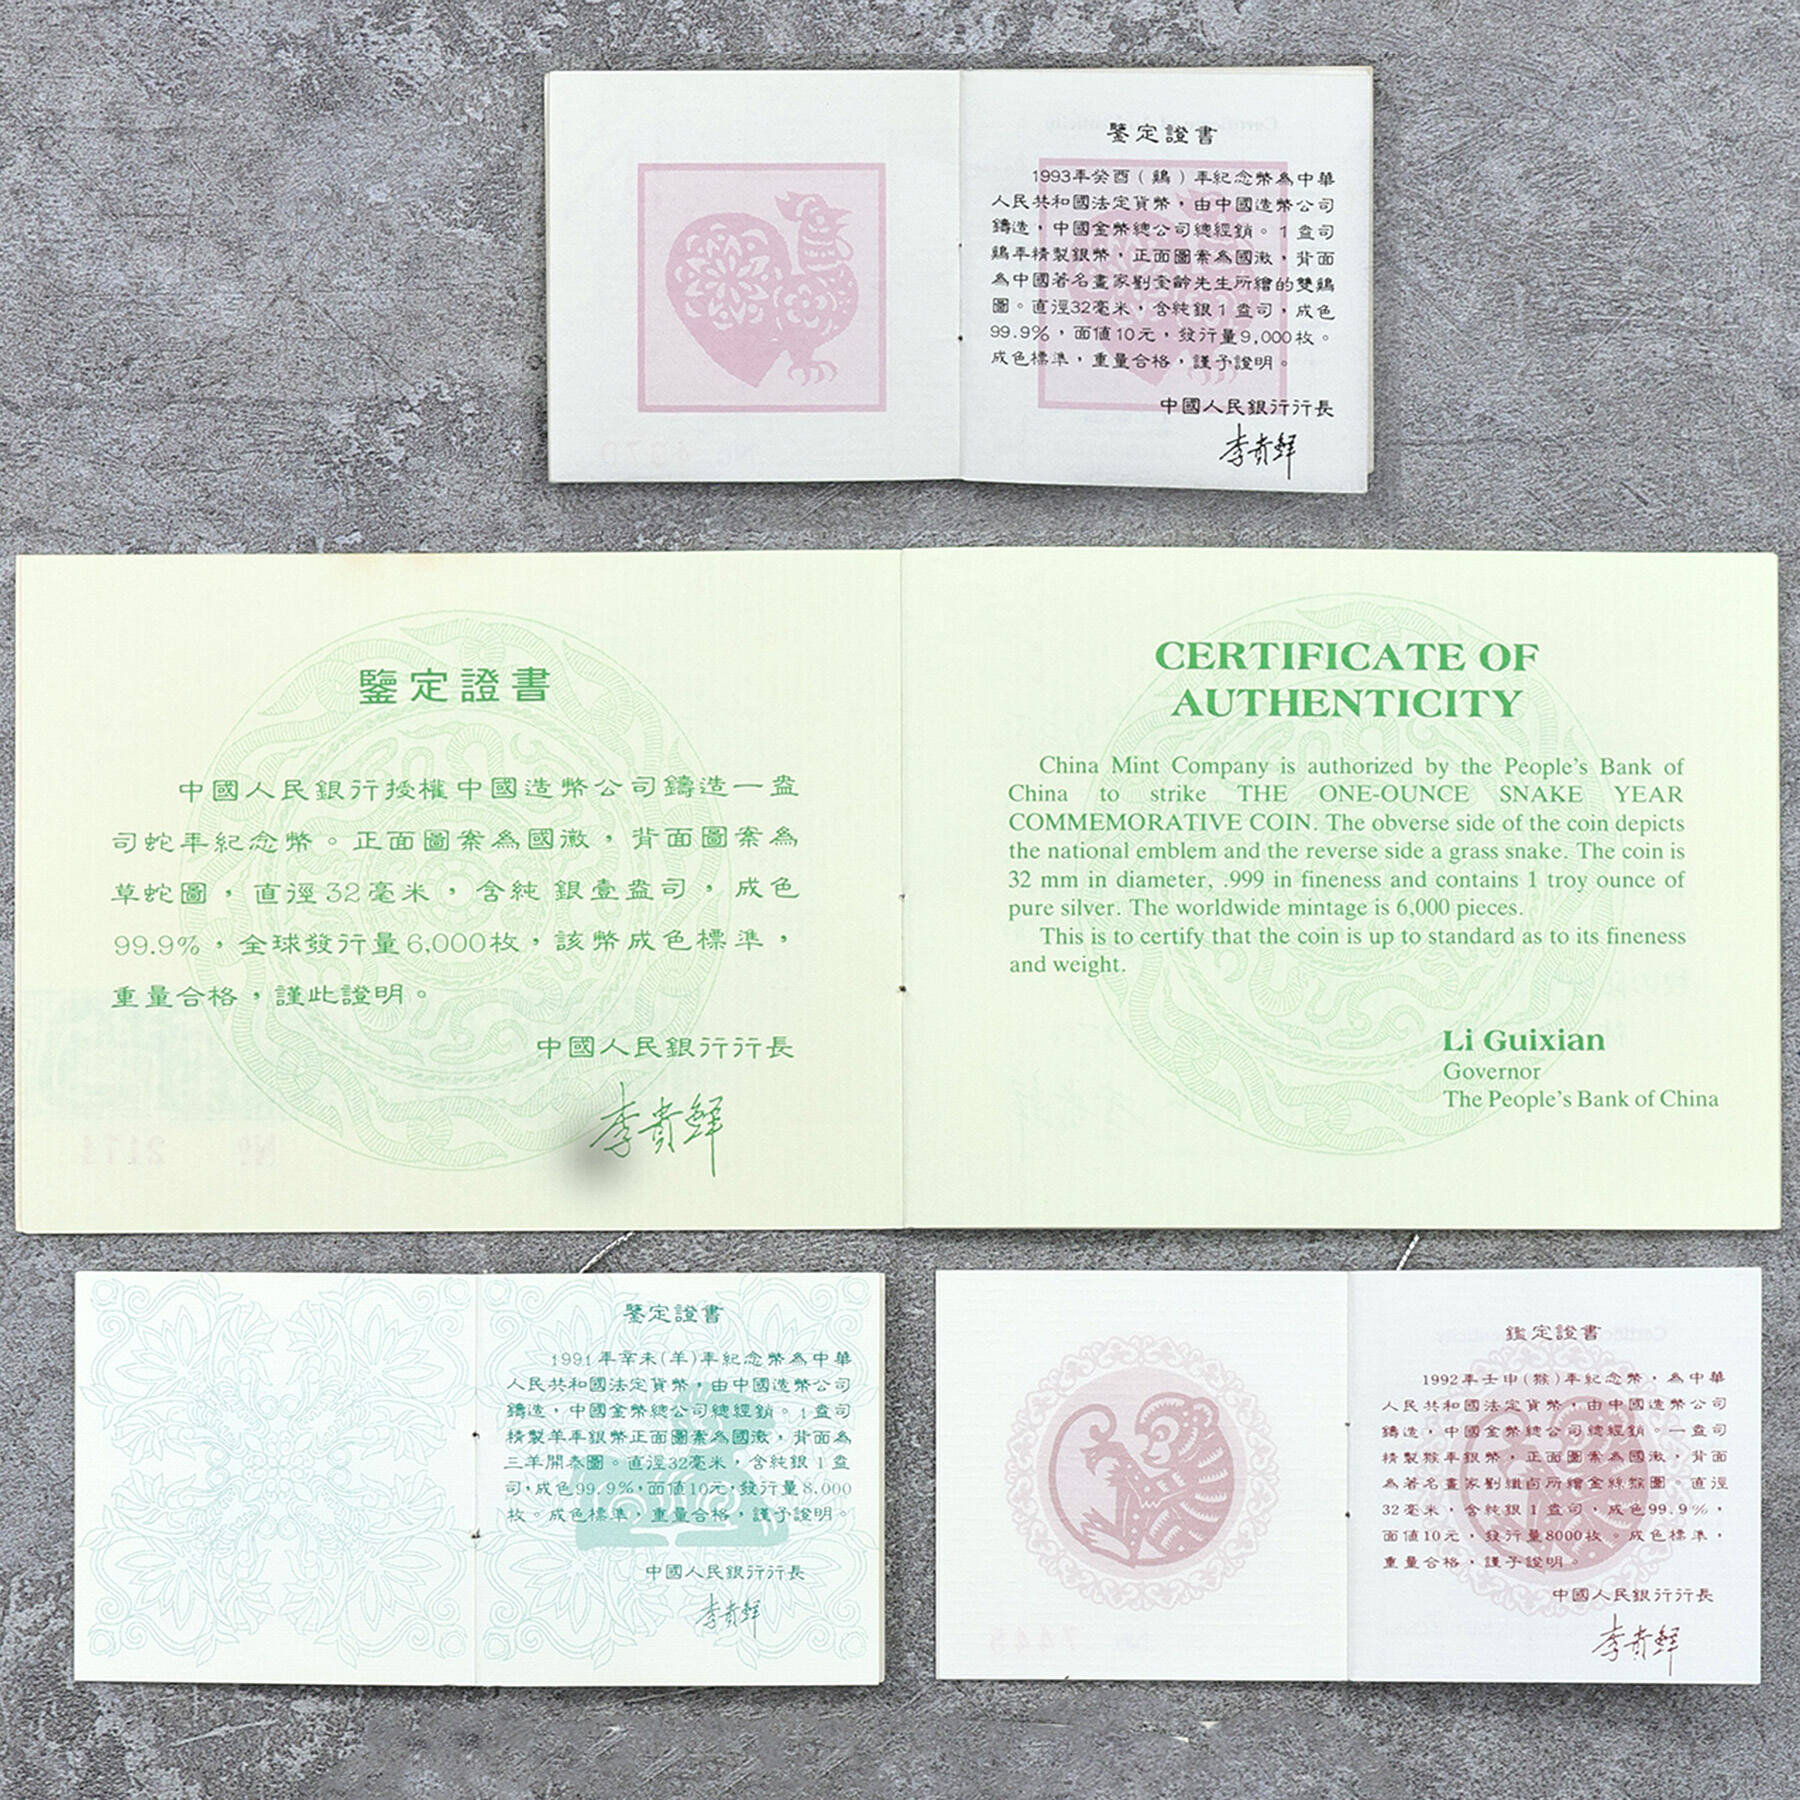 鑒定證書
1993年癸酉(鷄)年紀念幣為中華
人民共和國法定貨幣，由中國造幣公司
鑄造，中國金幣總公司總經銷。1盎司
鷄年精製銀幣，正面圖案為國徽，背面
為中國著名畫家劉奎齡先生所繪的雙鷄
圖。直徑32毫米，含純銀1盎司，成色
99.9%，面值10元，發行量9,000枚。
成色標準，重量合格，謹予證明。
中國人民銀行行長
李貴鲜
鑒定證書
中國人民銀行授權中國造幣公司鑄造一盎
司蛇年紀念幣。正面圖案為國徽，背面圖案為
草蛇圖，直徑32毫米，含純銀壹盎司，成色
99.9%，全球發行量6,000枚，該幣成色標準，
重量合格，謹此證明。
中國人民銀行行長
李貴鲜
CERTIFICATE OF
AUTHENTICITY
China Mint Company is authorized by the People's Bank of
China to strike THE ONE-OUNCE SNAKE YEAR
COMMEMORATIVE COIN. The obverse side of the coin depicts
the national emblem and the reverse side a grass snake. The coin is
32 mm in diameter, .999 in fineness and contains 1 troy ounce of
pure silver. The worldwide mintage is 6,000 pieces.
This is to certify that the coin is up to standard as to its fineness
and weight.
Li Guixian
Governor
The People's Bank of China
鑒定證書
1991年辛未(羊)年紀念幣為中華
人民共和國法定貨幣，由中國造幣公司
鑄造，中國金幣總公司總經銷。1盎司
精製羊年銀幣正面圖案為國徽，背面為
三羊開泰圖。直徑32毫米，含純銀1盎
司，成色99.9%，面值10元，發行量8,000
枚。成色標準，重量合格，謹予證明。
中國人民銀行行長
李貴鲜
鑑定證書
1992年壬申(猴)年紀念幣，為中華
人民共和國法定貨幣，由中國造幣公司
鑄造，中國金幣總公司總經銷。一盎司
精製猴年銀幣，正面圖案為國徽，背面
為著名畫家劉繼卣所繪金絲猴圖。直徑
32毫米，含純銀1盎司，成色99.9%，
面值10元，發行量8000枚。成色標準，
重量合格，謹予證明。
中國人民銀行行長
李貴鲜